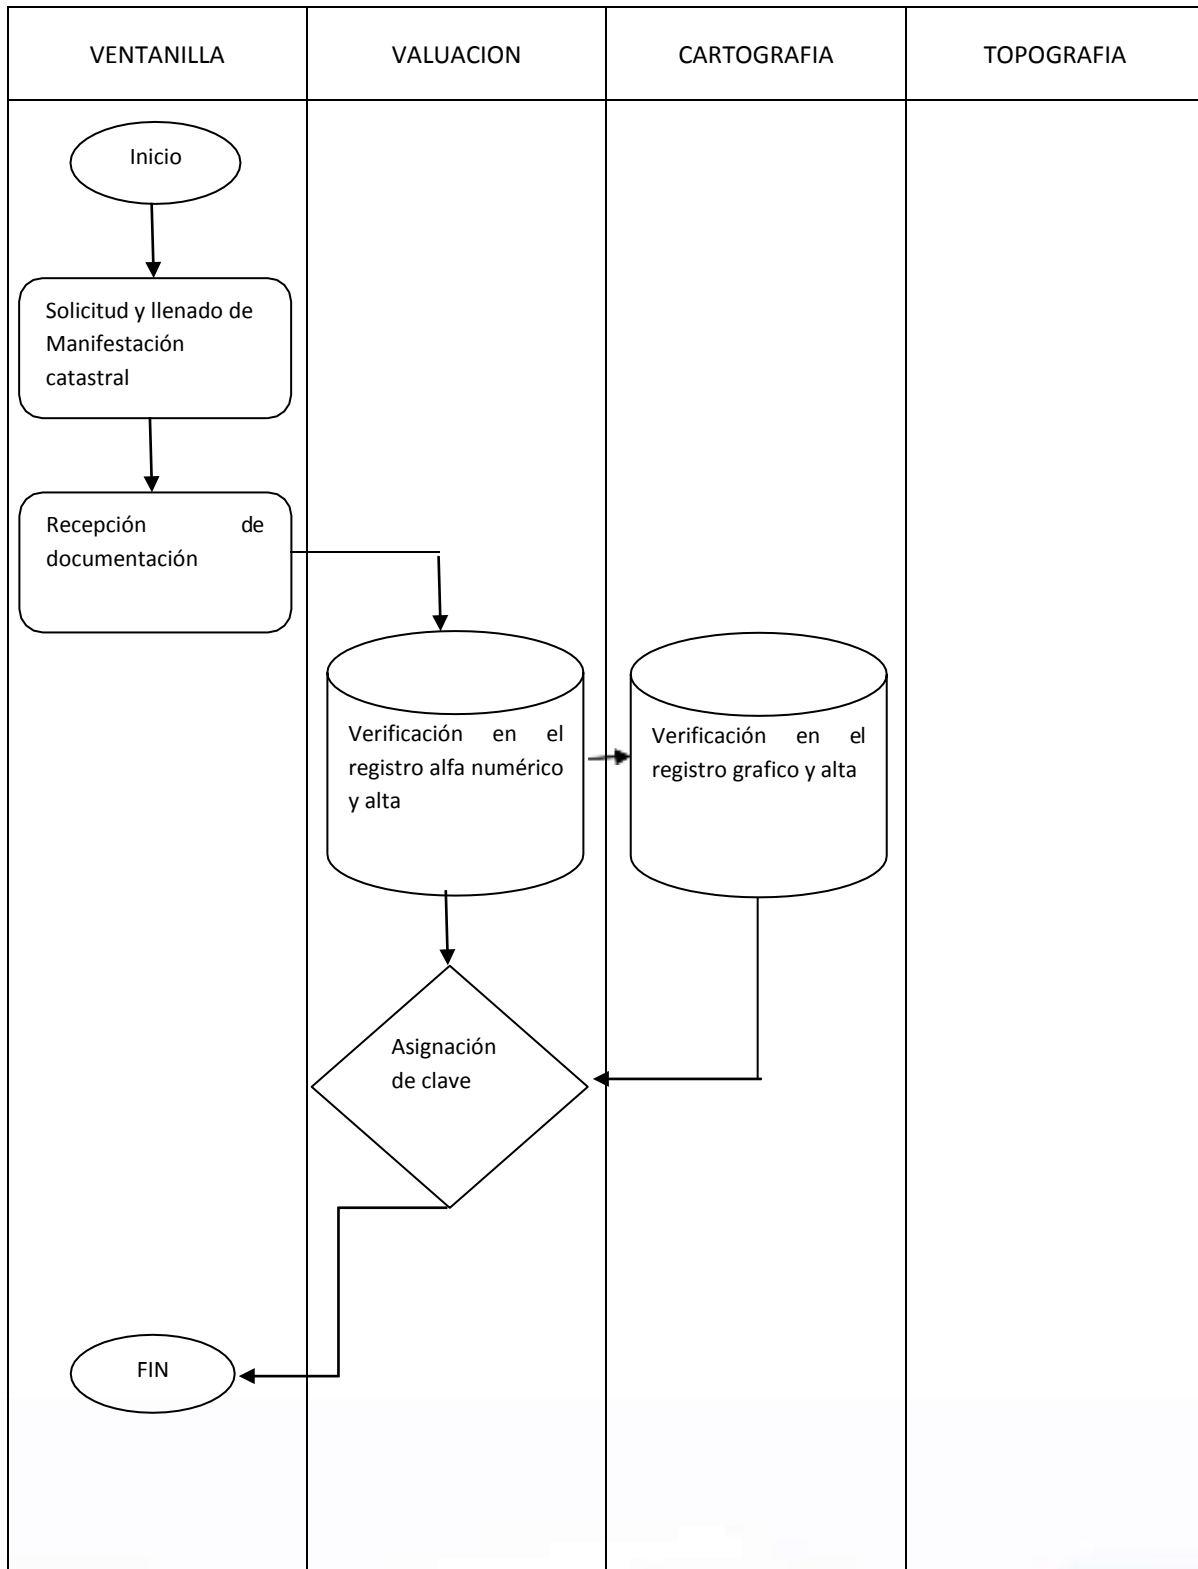 VENTANILLA
VALUACION
CARTOGRAFIA
TOPOGRAFIA
Inicio
Solicitud y llenado de
Manifestación
catastral
Recepción de
documentación
Verificación en el
registro alfa numérico
y alta
Verificación en el
registro grafico y alta
Asignación
de clave
FIN